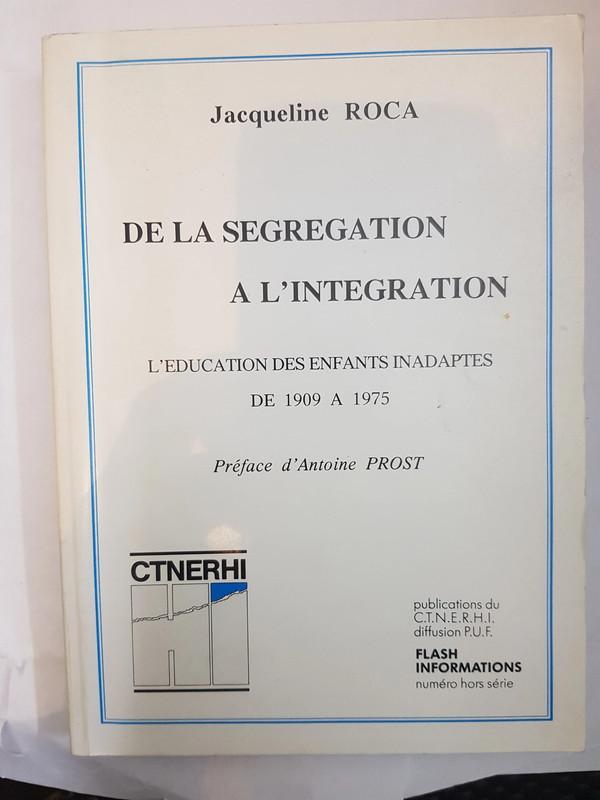 Jacqueline ROCA
DE LA SEGREGATION
A L'INTEGRATION
L'EDUCATION DES ENFANTS INADAPTES
DE 1909 A 1975
Préface d'Antoine PROST
CTNERHI
publications du
C.T.N.E.R.H.I.
diffusion P.U.F.
FLASH
INFORMATIONS
numéro hors série